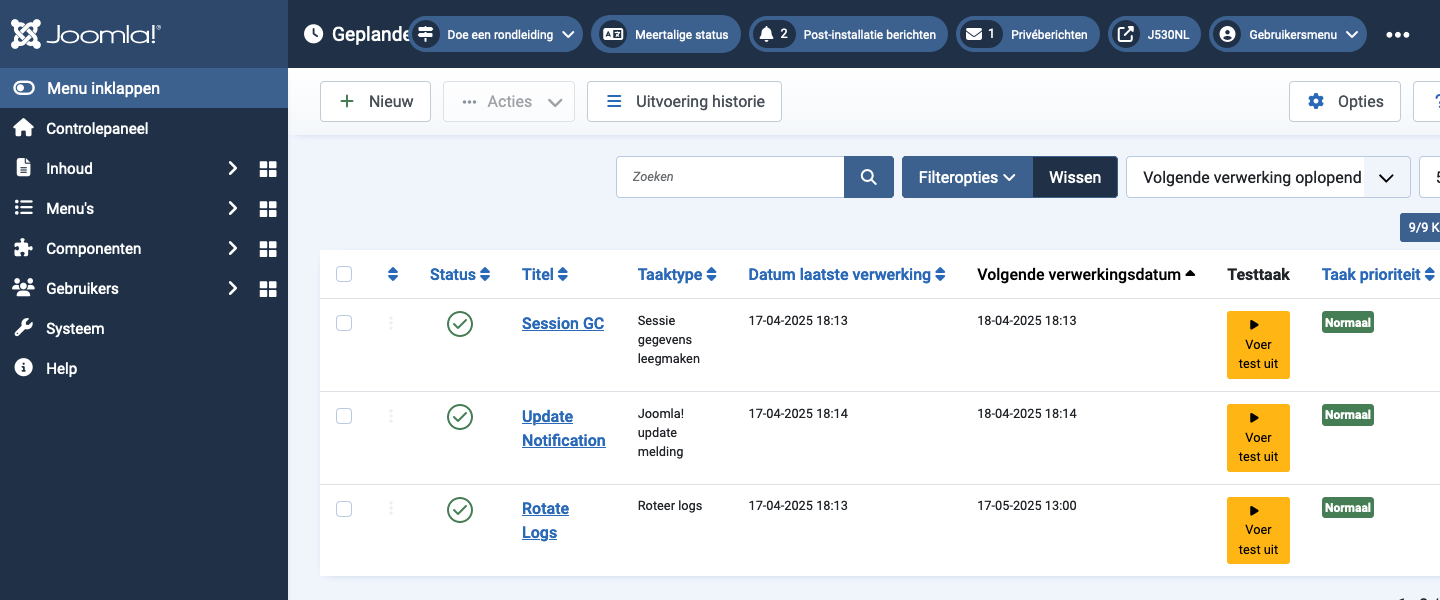 Joomla!®
Geplande
Doe een rondleiding
Meertalige status
2 Post-installatie berichten
1 Privéberichten
J530NL
Gebruikersmenu
Menu inklappen
Controlepaneel
Inhoud
Menu's
Componenten
Gebruikers
Systeem
Help
Nieuw
Acties
Uitvoering historie
Opties
?
Zoeken
Filteropties
Wissen
Volgende verwerking oplopend
5
9/9 K
Status
Titel
Taaktype
Datum laatste verwerking
Volgende verwerkingsdatum
Testtaak
Taak prioriteit
Session GC
Sessie
gegevens
leegmaken
17-04-2025 18:13
18-04-2025 18:13
Voer
test uit
Normaal
Update
Notification
Joomla!
update
melding
17-04-2025 18:14
18-04-2025 18:14
Voer
test uit
Normaal
Rotate
Logs
Roteer logs
17-04-2025 18:13
17-05-2025 13:00
Voer
test uit
Normaal